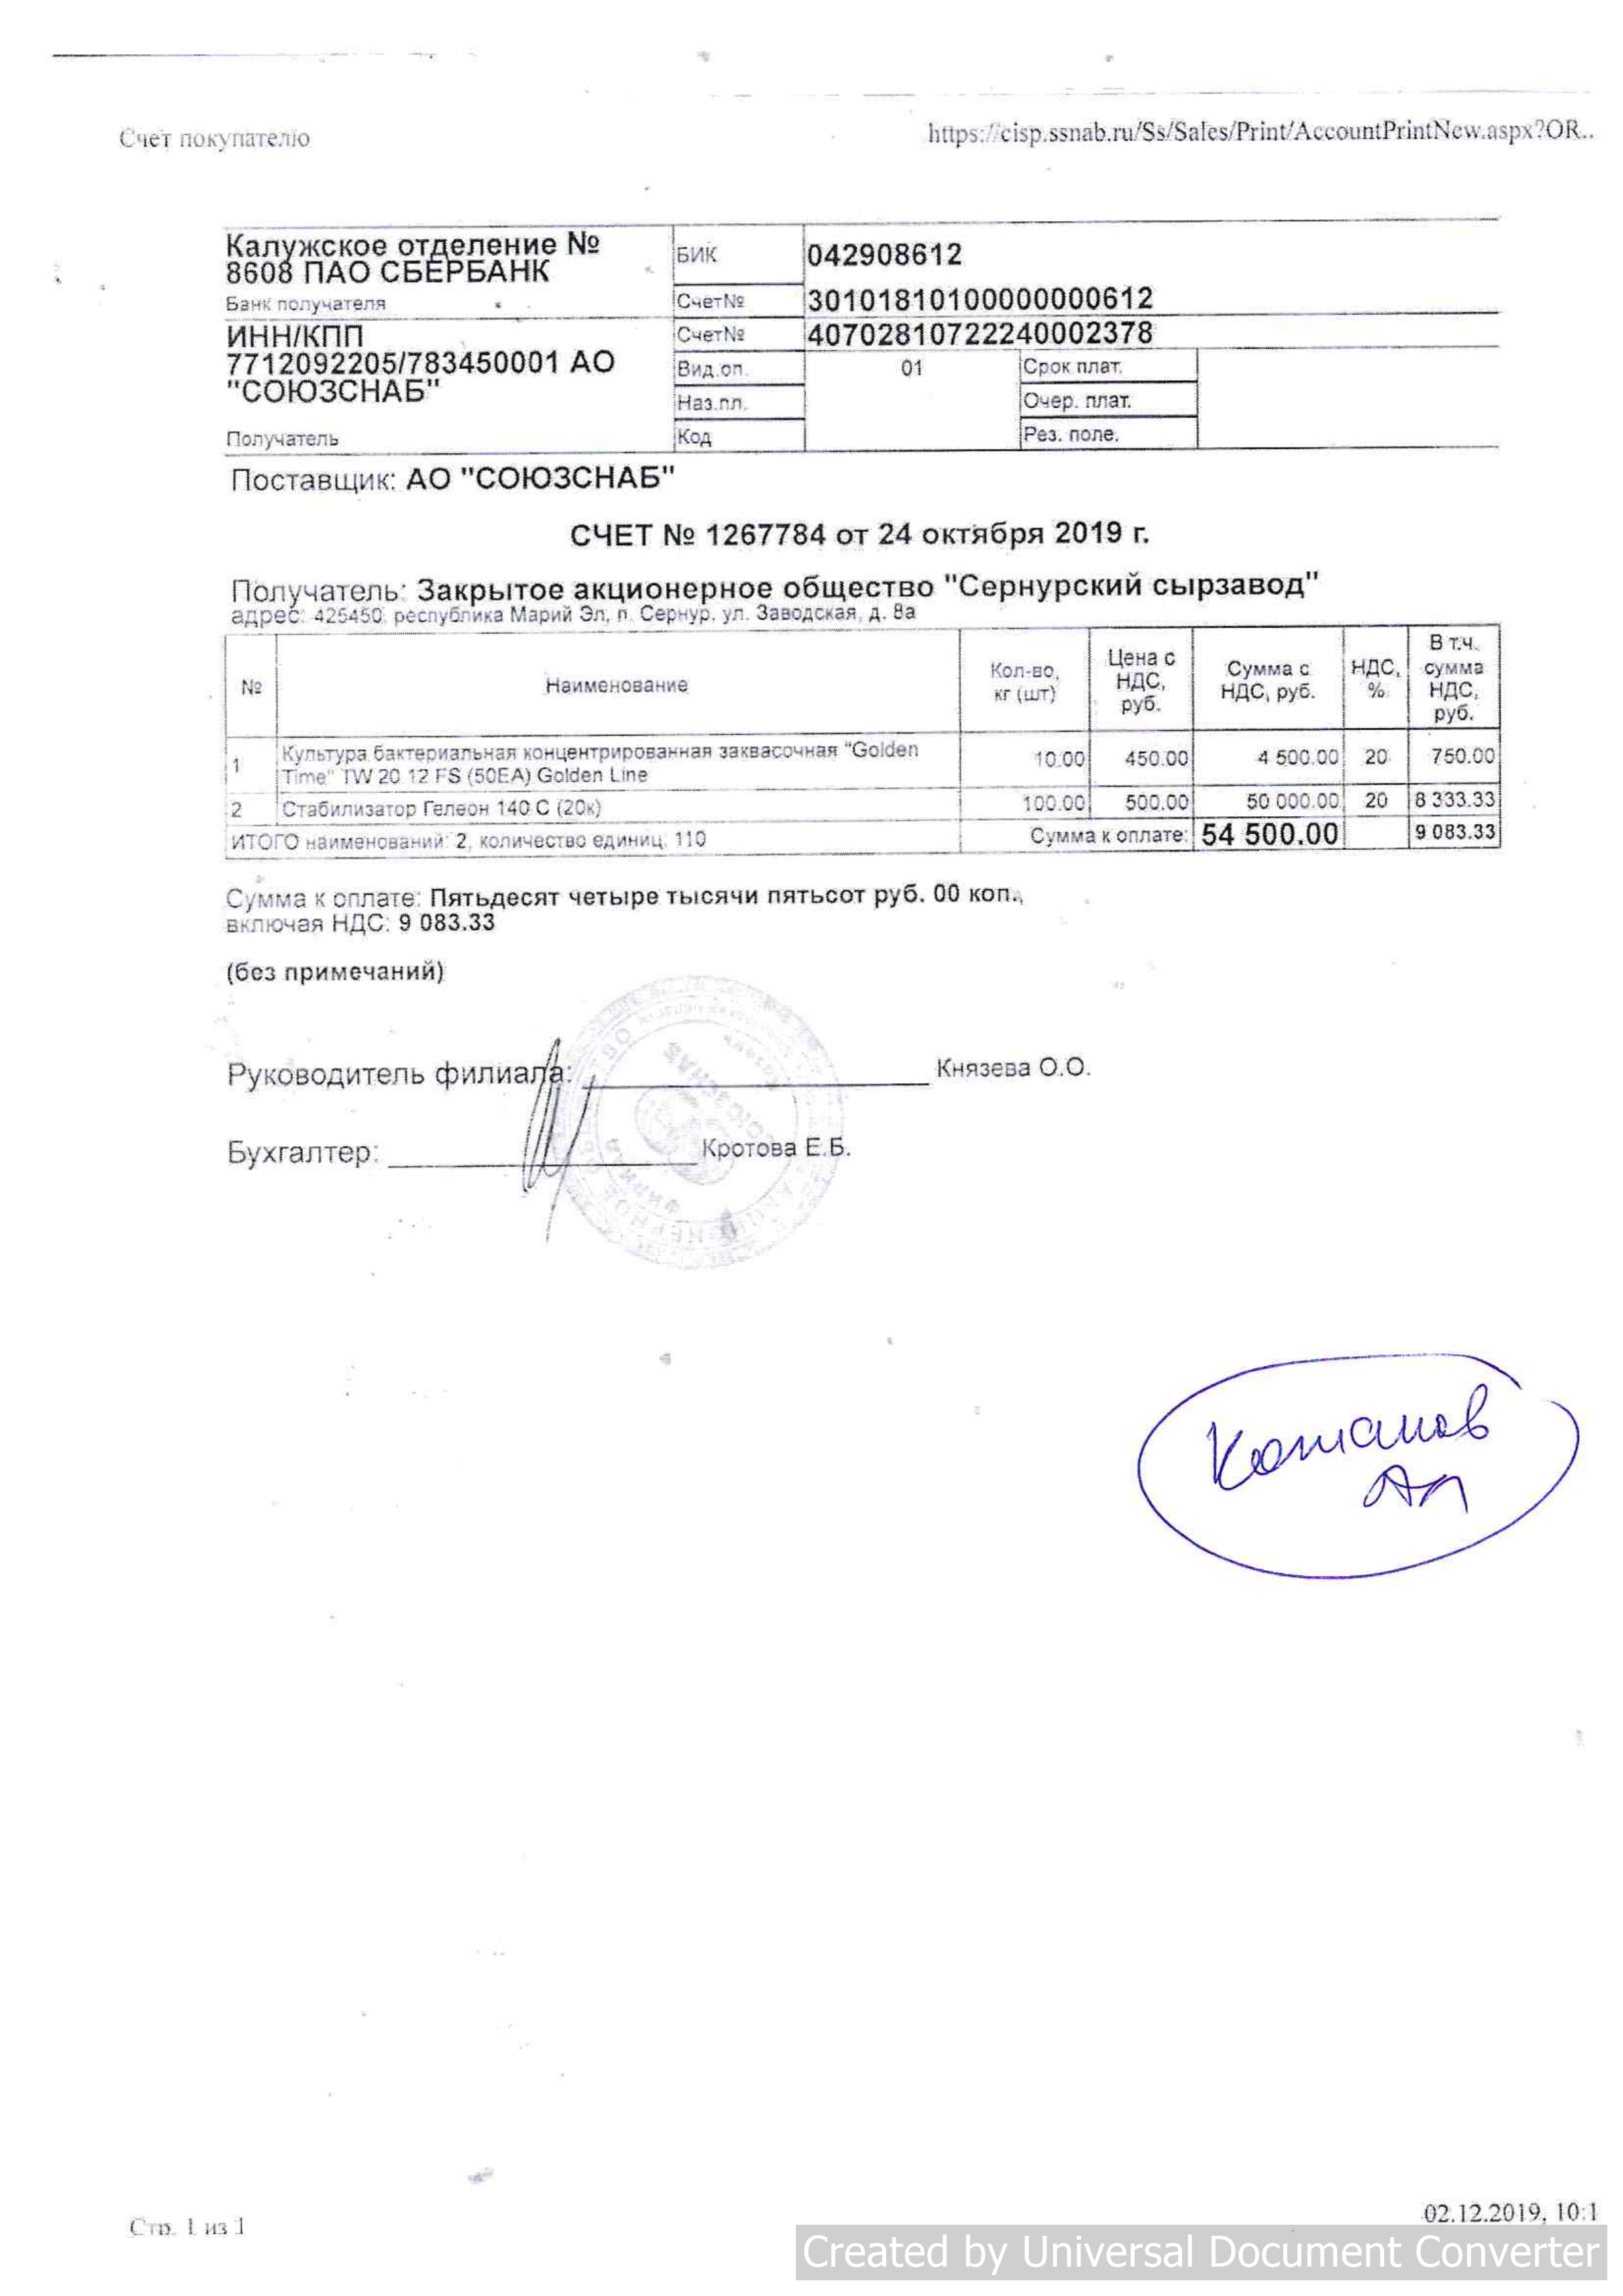 Счет покупателю
https://cisp.ssnab.ru/Ss/Sales/Print/AccountPrintNew.aspx?OR..
Калужское отделение №
8608 ПАО СБЕРБАНК
Банк получателя
БИК
042908612
Счет№
30101810100000000612
ИНН/КПП
7712092205/783450001 АО
"СОЮЗСНАБ"
Получатель
Счет№
40702810722240002378
Вид.оп.
01
Срок плат.
Наз.пл.
Очер. плат.
Код
Рез. поле.
Поставщик: АО "СОЮЗСНАБ"
СЧЕТ № 1267784 от 24 октября 2019 г.
Получатель: Закрытое акционерное общество "Сернурский сырзавод"
адрес: 425450, республика Марий Эл, п. Сернур, ул. Заводская, д. 8а
№
Наименование
Кол-во,
кг (шт)
Цена с
НДС,
руб.
Сумма с
НДС, руб.
НДС,
%
В т.ч.
сумма
НДС,
руб.
1
Культура бактериальная концентрированная заквасочная "Golden
Time" TW 20 12 FS (50EA) Golden Line
10.00
450.00
4 500.00
20
750.00
2
Стабилизатор Гелеон 140 С (20к)
100.00
500.00
50 000.00
20
8 333.33
ИТОГО наименований: 2, количество единиц: 110
Сумма к оплате:
54 500.00
9 083.33
Сумма к оплате: Пятьдесят четыре тысячи пятьсот руб. 00 коп.,
включая НДС: 9 083.33
(без примечаний)
Руководитель филиала:
Князева О.О.
Бухгалтер:
Кротова Е.Б.
СОЮЗСНАБ
ФИЛИАЛ
Стр. 1 из 1
02.12.2019, 10:1
Created by Universal Document Converter